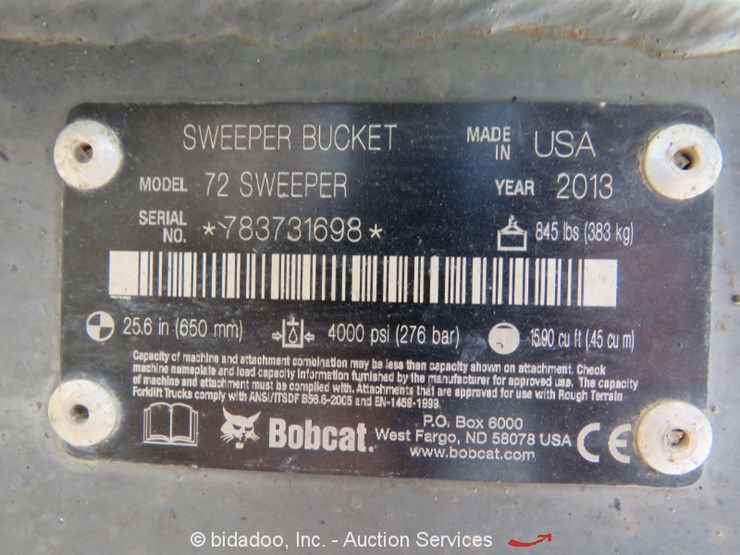 SWEEPER BUCKET MADE IN USA
MODEL 72 SWEEPER YEAR 2013
SERIAL NO. *783731698* 845 lbs (383 kg)
25.6 in (650 mm) 4000 psi (276 bar) 15.90 cu ft (.45 cu m)
Capacity of machine and attachment combination may be less than capacity shown on attachment. Check
machine nameplate and load capacity information furnished by the manufacturer for approved use. The capacity
of machine and attachment must be complied with. Attachments that are approved for use with Rough Terrain
Forklift Trucks comply with ANSI/ITSDF B56.6-2005 and EN-1459-1999.
Bobcat.
P.O. Box 6000
West Fargo, ND 58078 USA
www.bobcat.com
CE
© bidadoo, Inc. - Auction Services